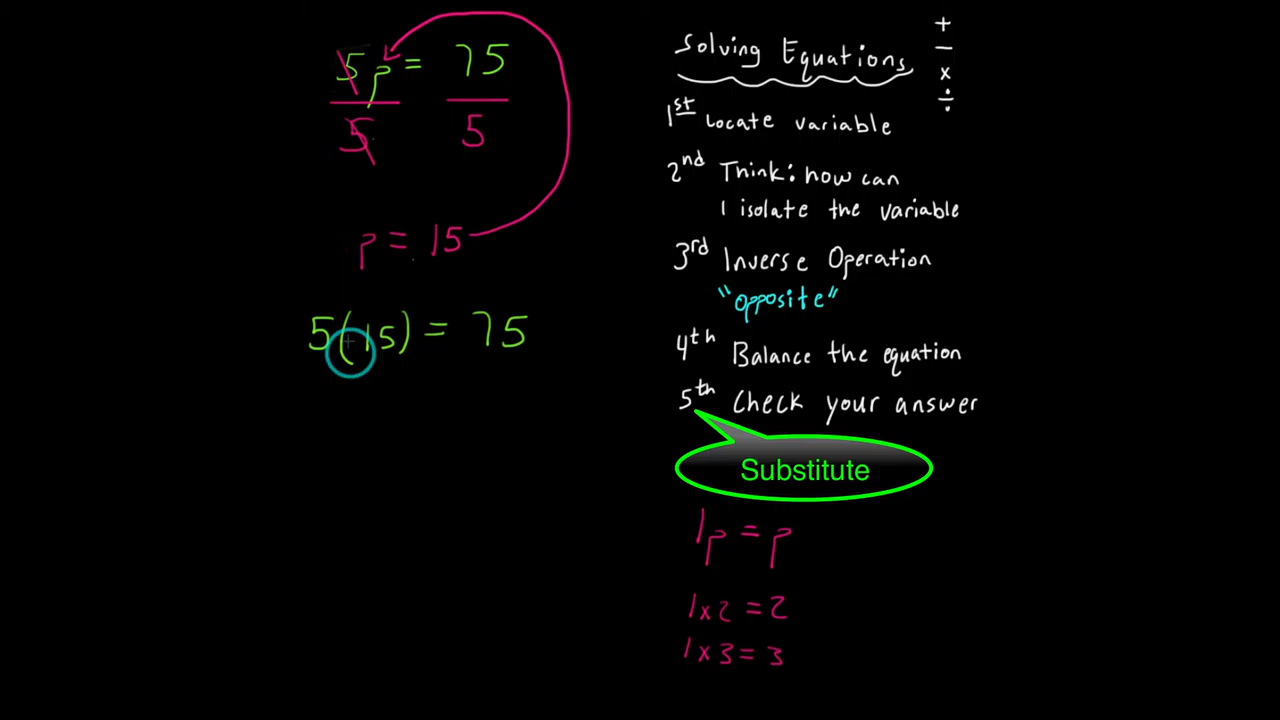 5p = 75
5 5
p = 15
5(15) = 75
+
−
x
÷
Solving Equations
1st Locate variable
2nd Think: how can
I isolate the variable
3rd Inverse Operation
"opposite"
4th Balance the equation
5th Check your answer
Substitute
1p = p
1x2 = 2
1x3 = 3